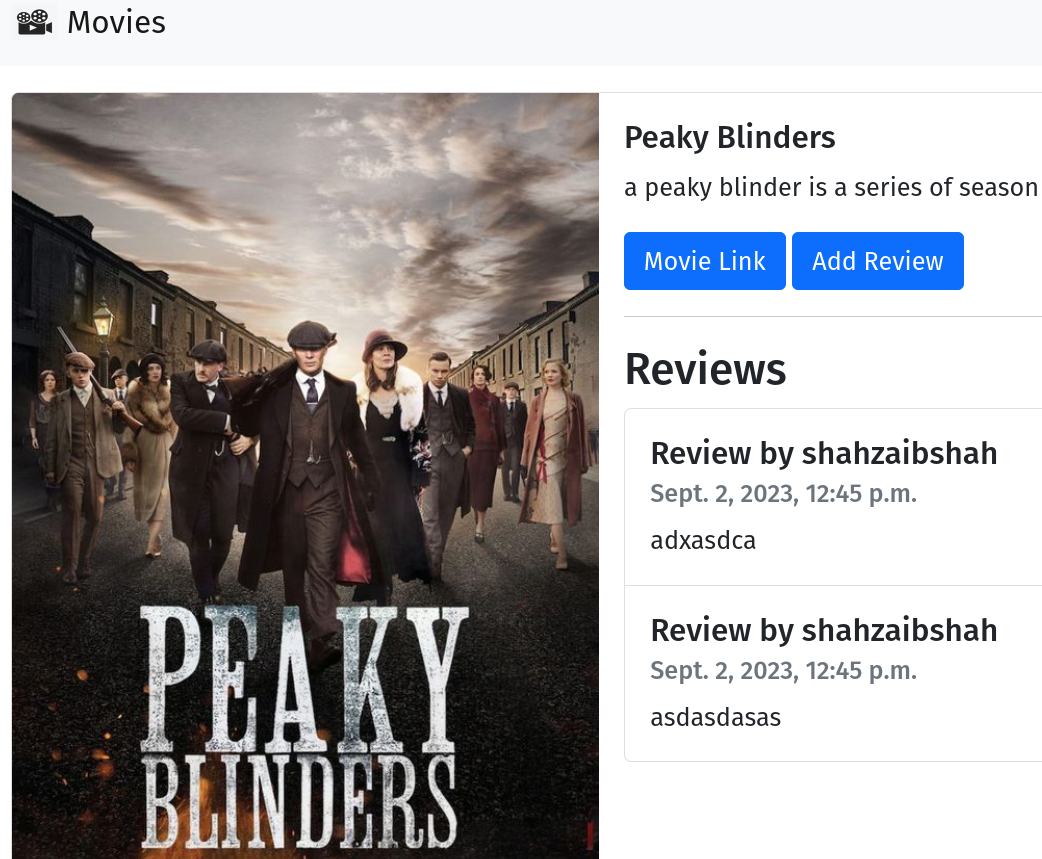 Movies
Peaky Blinders
a peaky blinder is a series of season
Movie Link
Add Review
Reviews
Review by shahzaibshah
Sept. 2, 2023, 12:45 p.m.
adxasdca
Review by shahzaibshah
Sept. 2, 2023, 12:45 p.m.
asdasdasas
PEAKY
BLINDERS